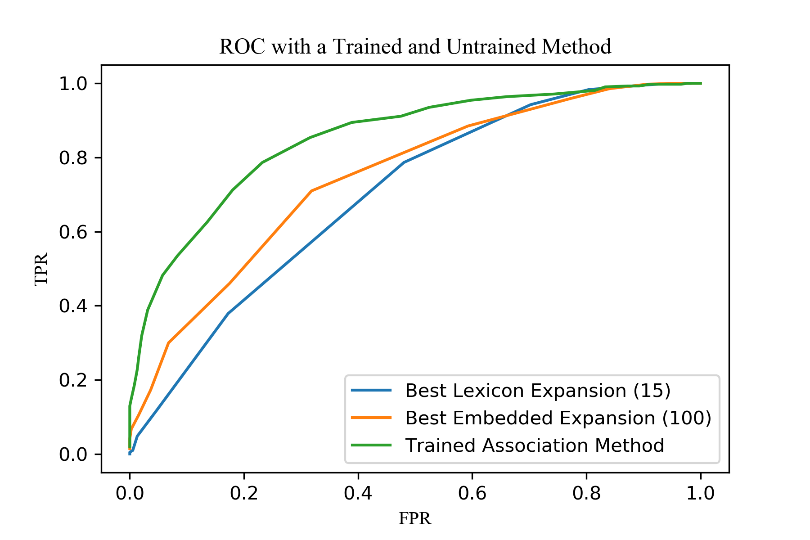 ROC with a Trained and Untrained Method
1.0
0.8
0.6
0.4
0.2
0.0
TPR
Best Lexicon Expansion (15)
Best Embedded Expansion (100)
Trained Association Method
0.0 0.2 0.4 0.6 0.8 1.0
FPR